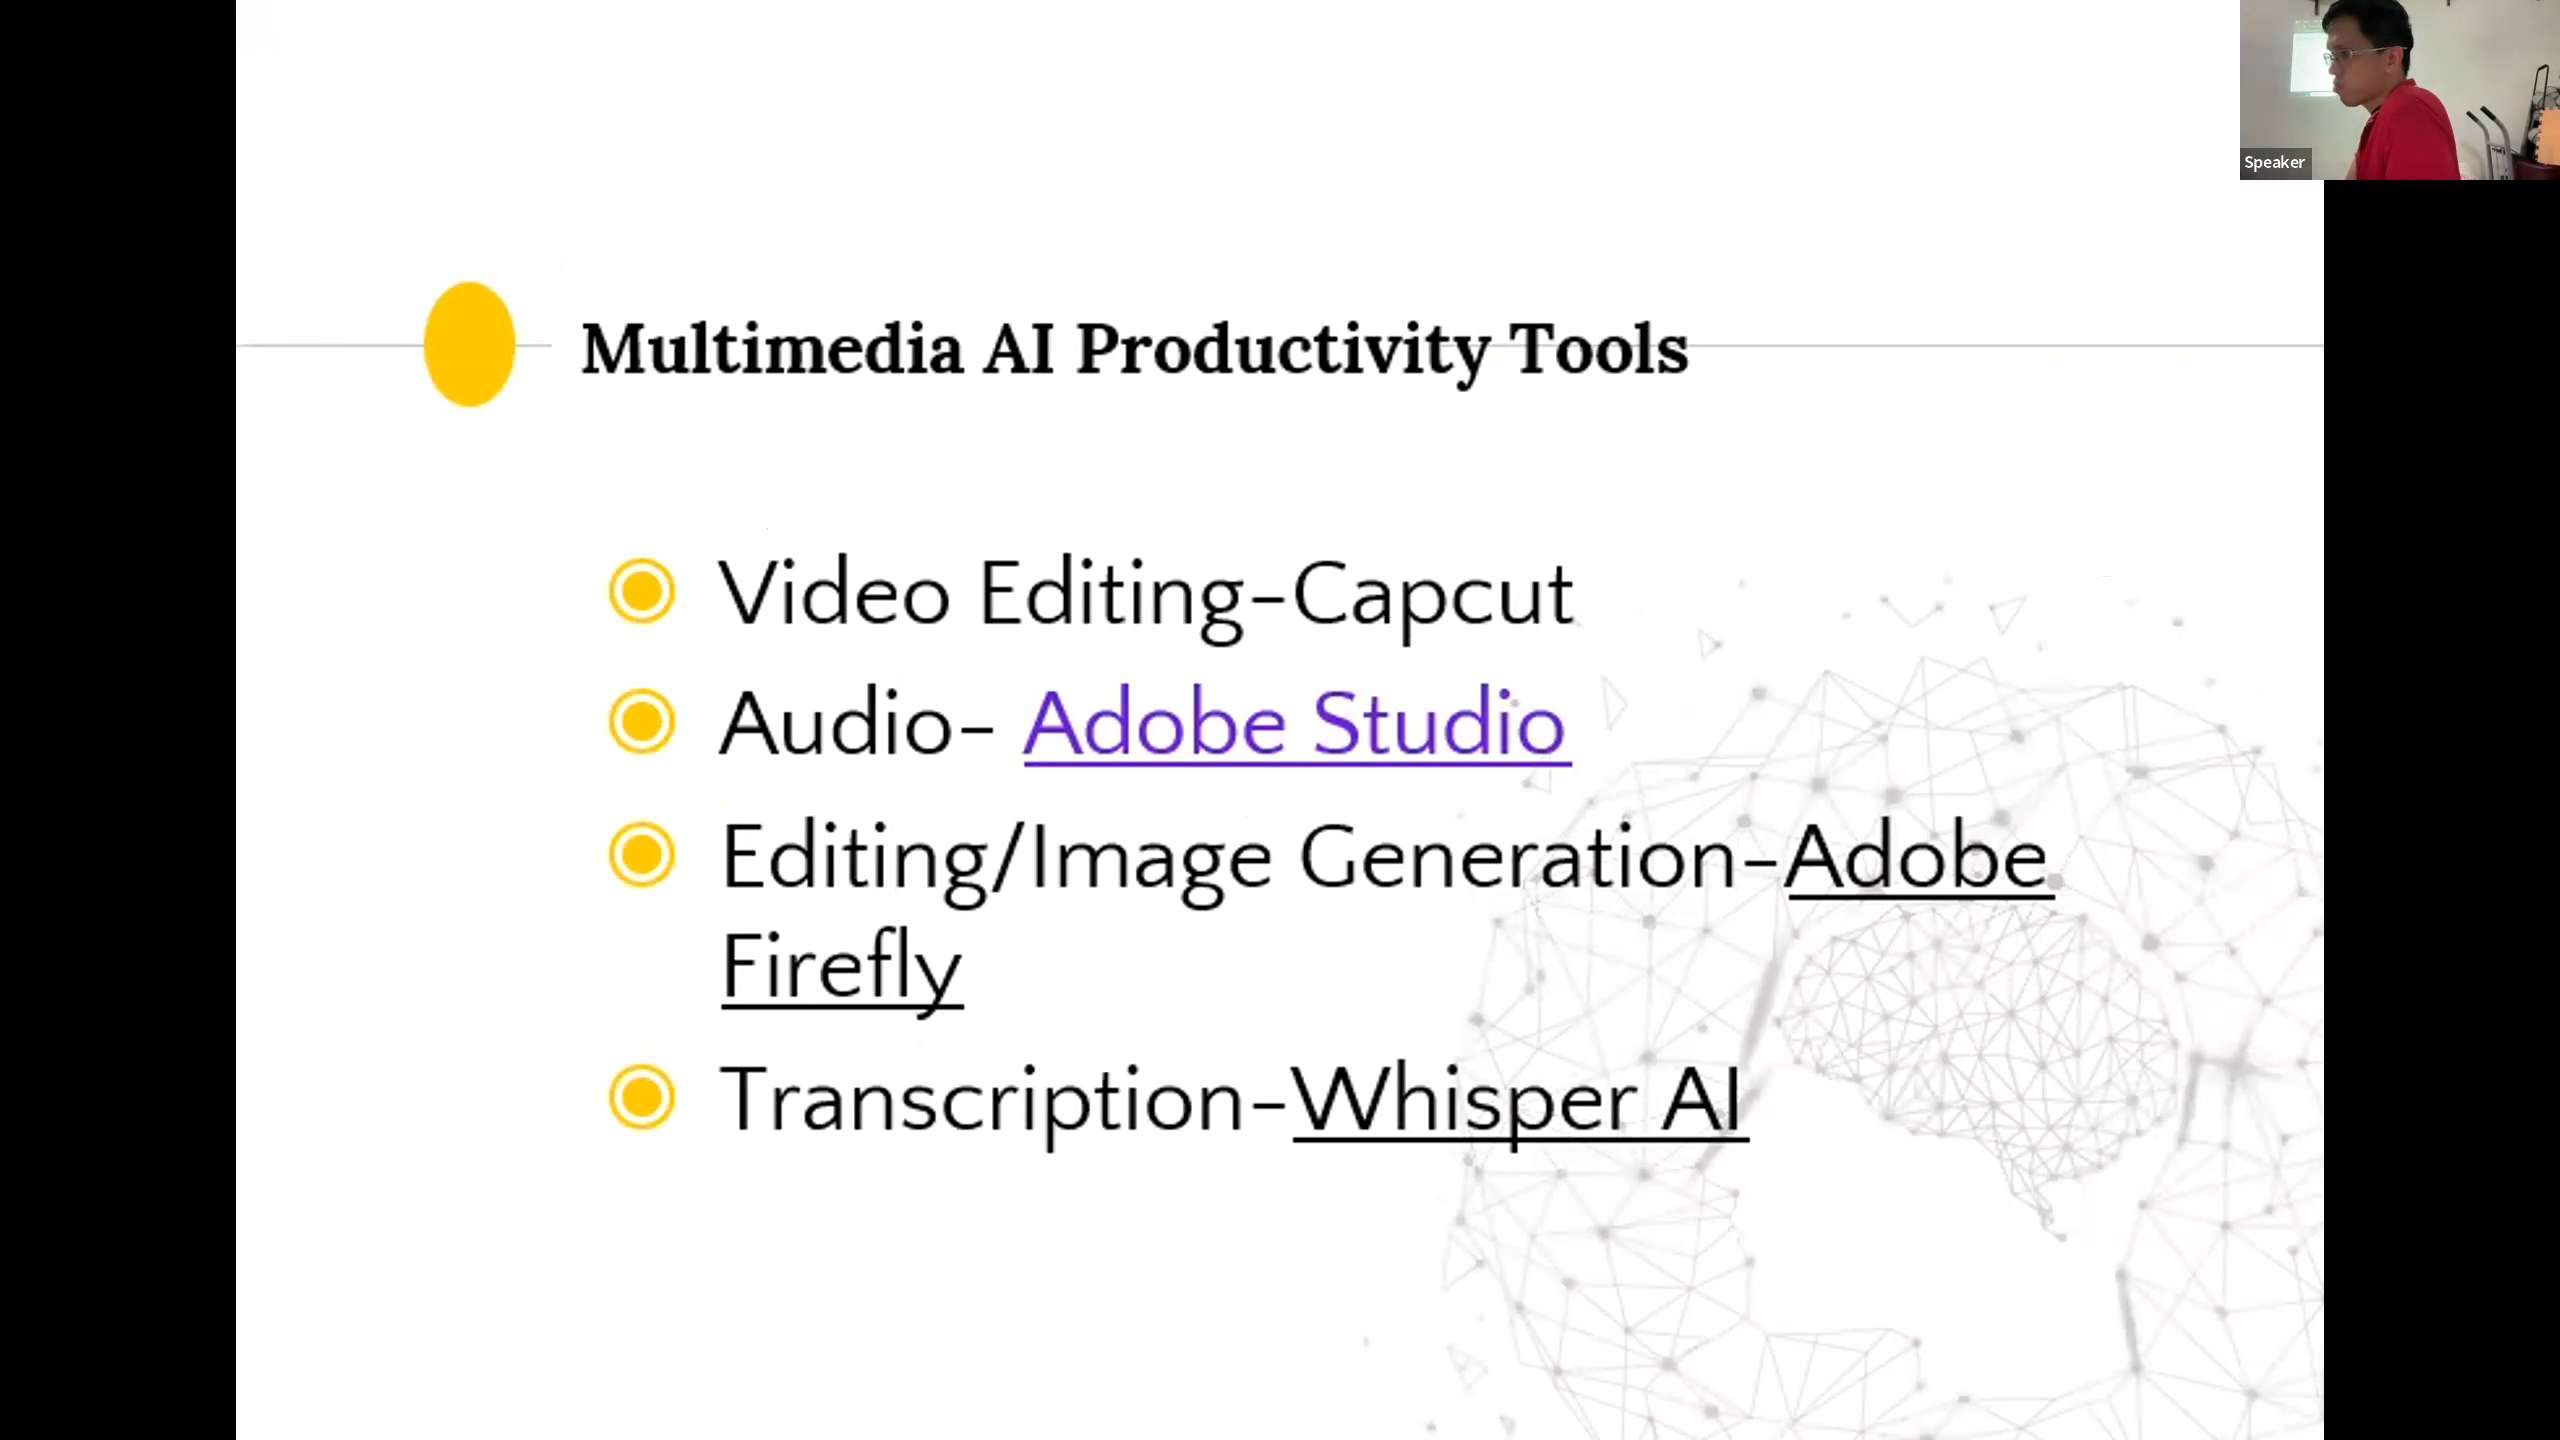 Speaker
Multimedia AI Productivity Tools
Video Editing-Capcut
Audio- Adobe Studio
Editing/Image Generation-Adobe
Firefly
Transcription-Whisper AI